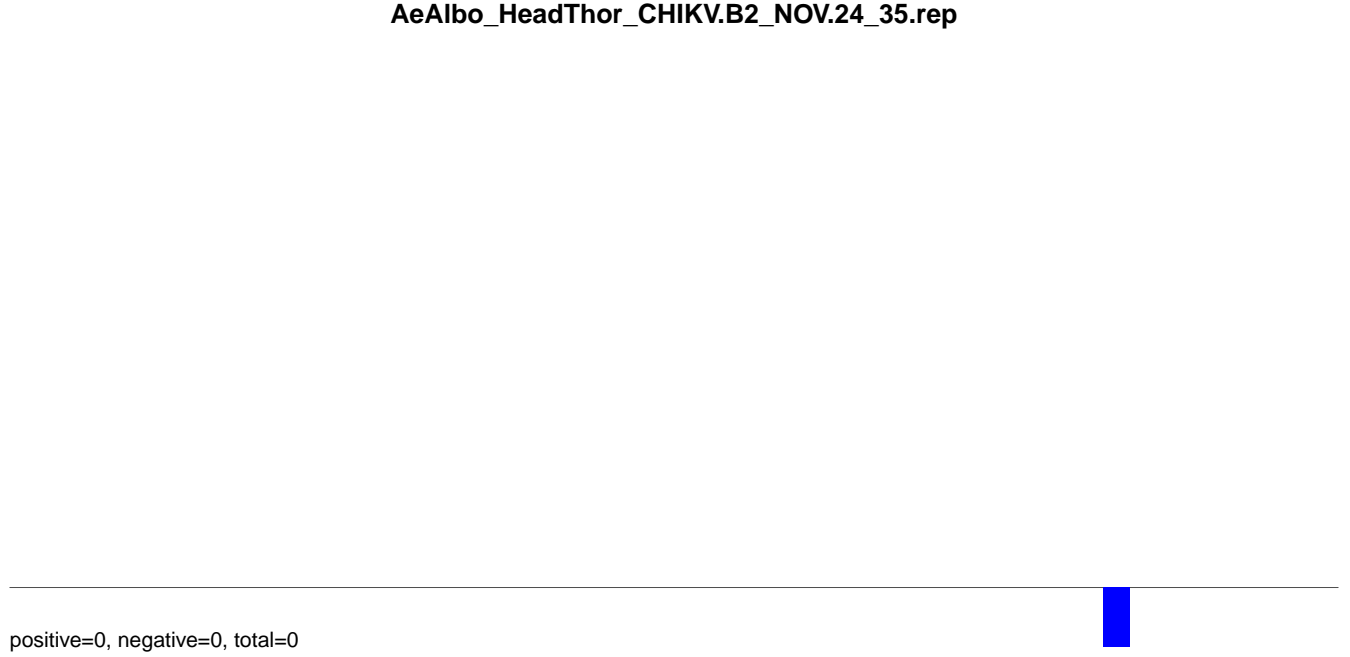 AeAlbo_HeadThor_CHIKV.B2_NOV.24_35.rep
positive=0, negative=0, total=0